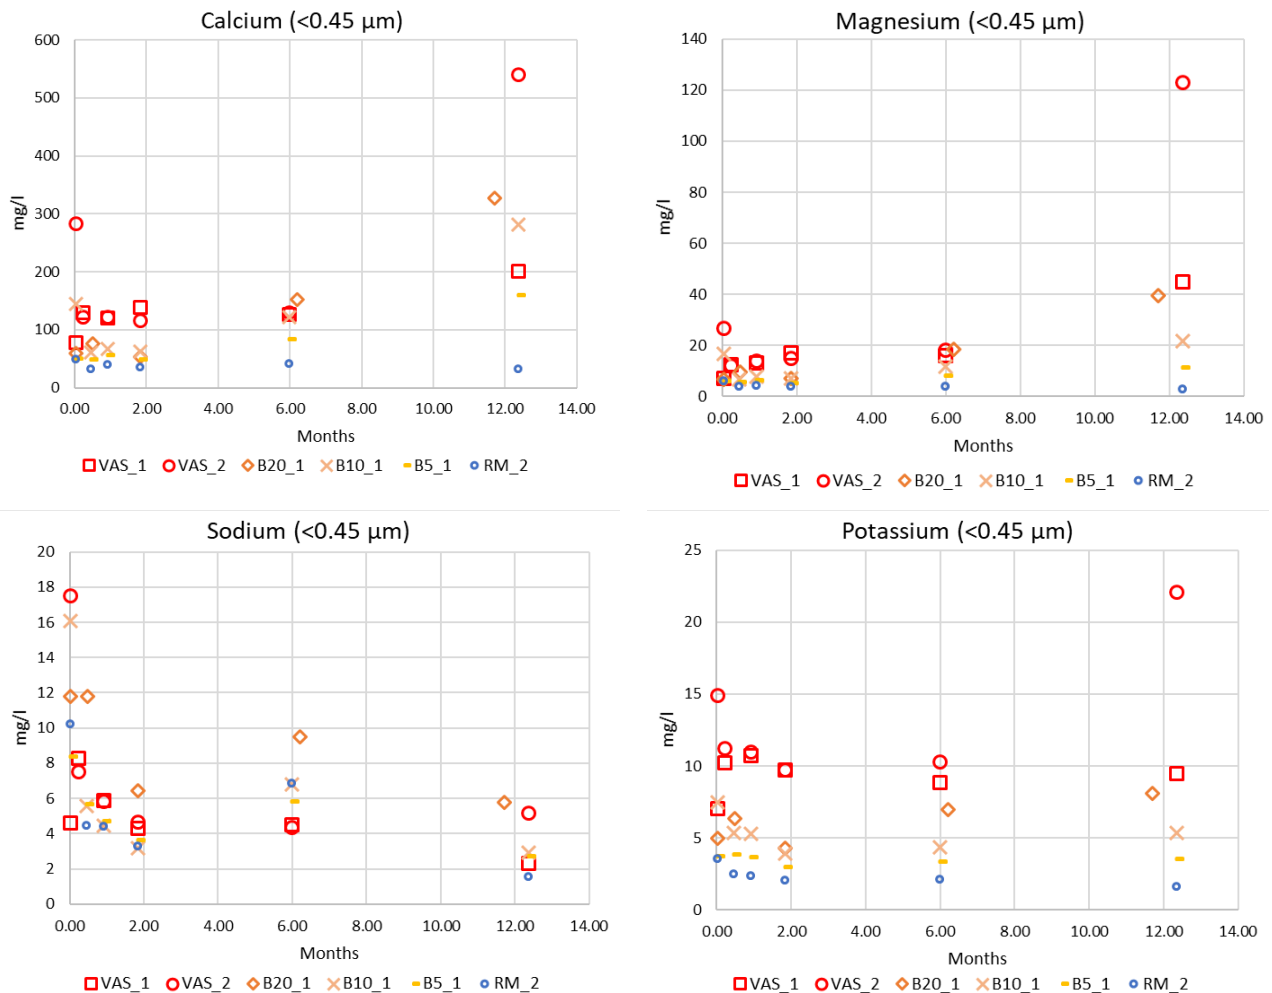 Calcium (<0.45 µm)
600
500
400
300
200
100
0
mg/l
0.00 2.00 4.00 6.00 8.00 10.00 12.00 14.00
Months
VAS_1 VAS_2 B20_1 B10_1 B5_1 RM_2
Magnesium (<0.45 µm)
140
120
100
80
60
40
20
0
mg/l
0.00 2.00 4.00 6.00 8.00 10.00 12.00 14.00
Months
VAS_1 VAS_2 B20_1 B10_1 B5_1 RM_2
Sodium (<0.45 µm)
20
18
16
14
12
10
8
6
4
2
0
mg/l
0.00 2.00 4.00 6.00 8.00 10.00 12.00 14.00
Months
VAS_1 VAS_2 B20_1 B10_1 B5_1 RM_2
Potassium (<0.45 µm)
25
20
15
10
5
0
mg/l
0.00 2.00 4.00 6.00 8.00 10.00 12.00 14.00
Months
VAS_1 VAS_2 B20_1 B10_1 B5_1 RM_2